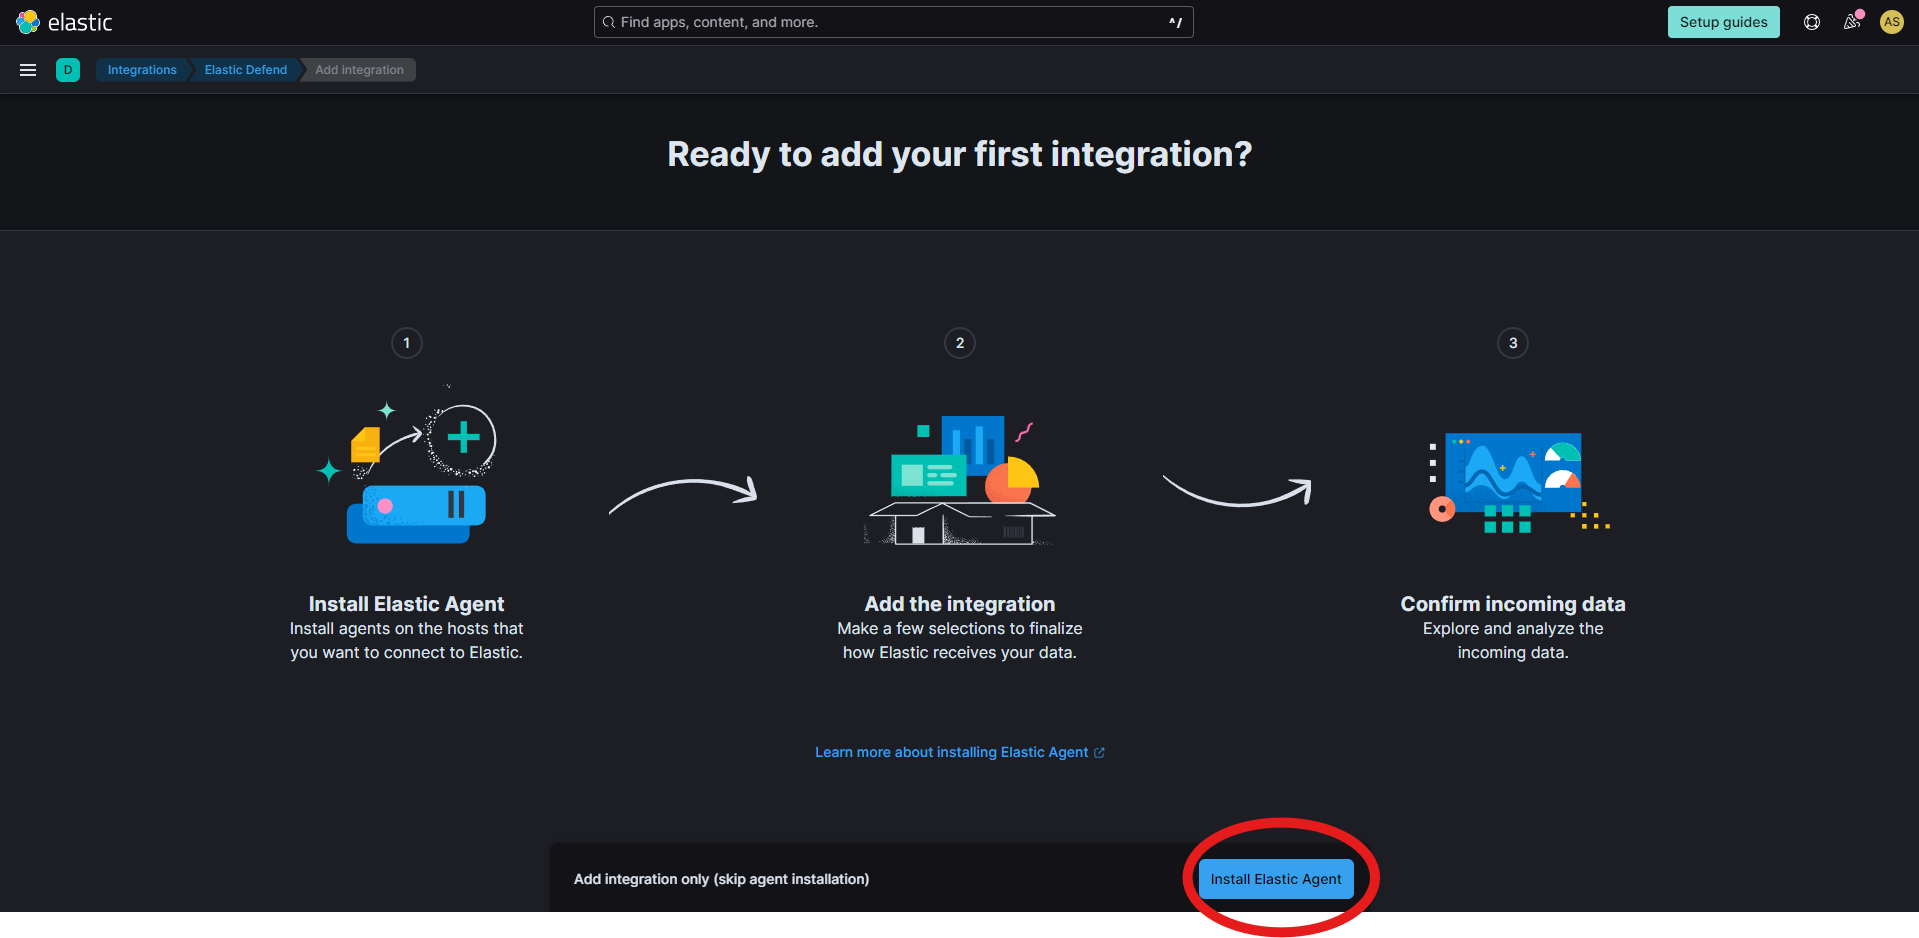 elastic
Find apps, content, and more.
^/
Setup guides
AS
D
Integrations
Elastic Defend
Add integration
Ready to add your first integration?
1
2
3
Install Elastic Agent
Install agents on the hosts that
you want to connect to Elastic.
Add the integration
Make a few selections to finalize
how Elastic receives your data.
Confirm incoming data
Explore and analyze the
incoming data.
Learn more about installing Elastic Agent
Add integration only (skip agent installation)
Install Elastic Agent